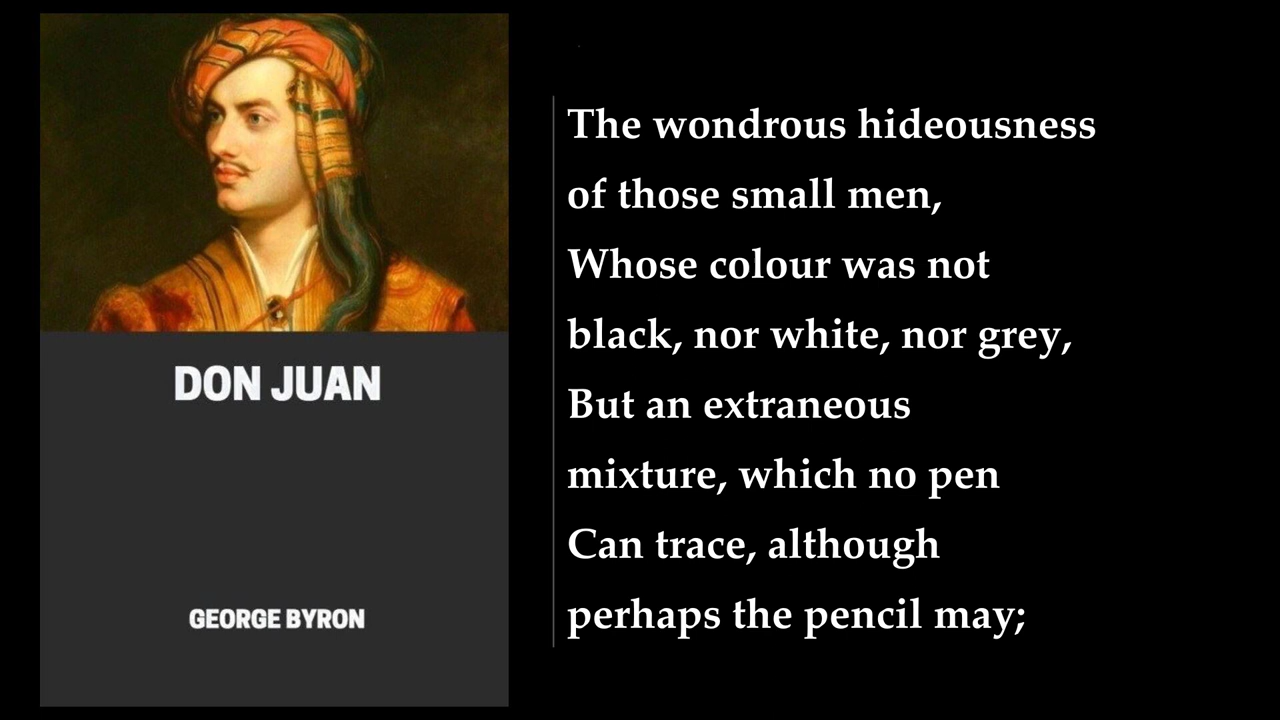 DON JUAN
GEORGE BYRON
The wondrous hideousness
of those small men,
Whose colour was not
black, nor white, nor grey,
But an extraneous
mixture, which no pen
Can trace, although
perhaps the pencil may;